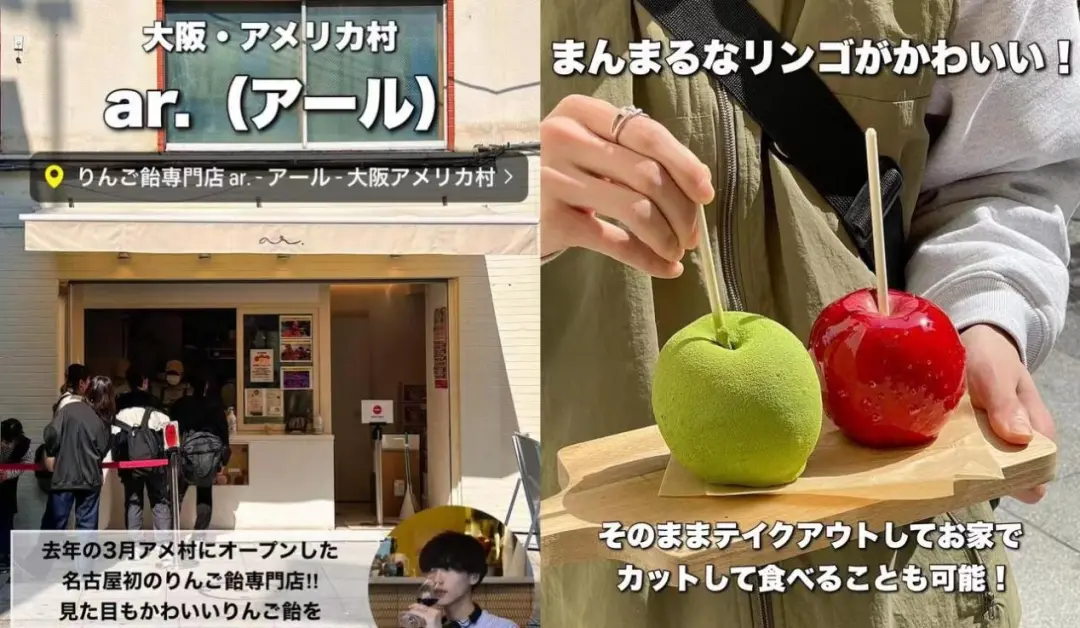 大阪・アメリカ村
ar.（アール）
りんご飴専門店 ar. - アール - 大阪アメリカ村 >
ar.
去年の3月アメ村にオープンした
名古屋初のりんご飴専門店!!
見た目もかわいいりんご飴を
まんまるなリンゴがかわいい！
そのままテイクアウトしてお家で
カットして食べることも可能！